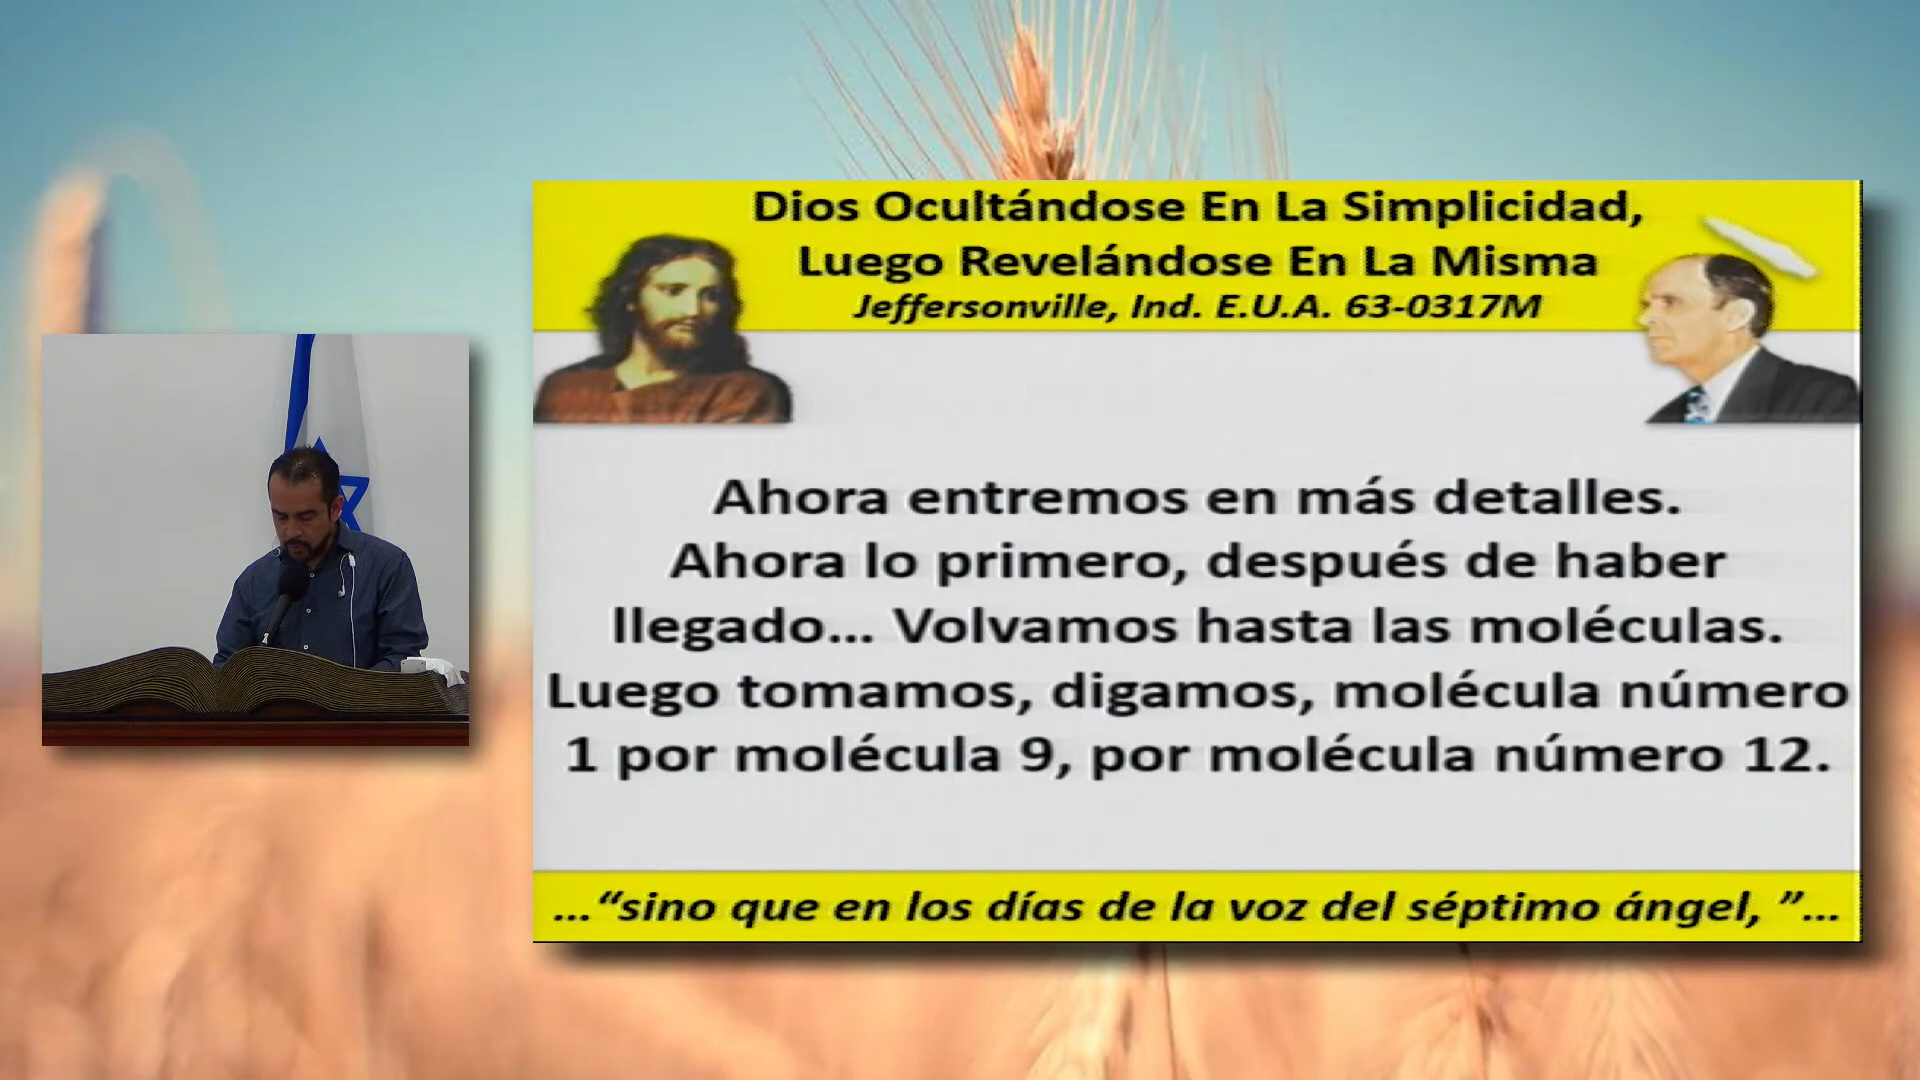 Dios Ocultándose En La Simplicidad,
Luego Revelándose En La Misma
Jeffersonville, Ind. E.U.A. 63-0317M
Ahora entremos en más detalles.
Ahora lo primero, después de haber
llegado... Volvamos hasta las moléculas.
Luego tomamos, digamos, molécula número
1 por molécula 9, por molécula número 12.
...“sino que en los días de la voz del séptimo ángel, ”...